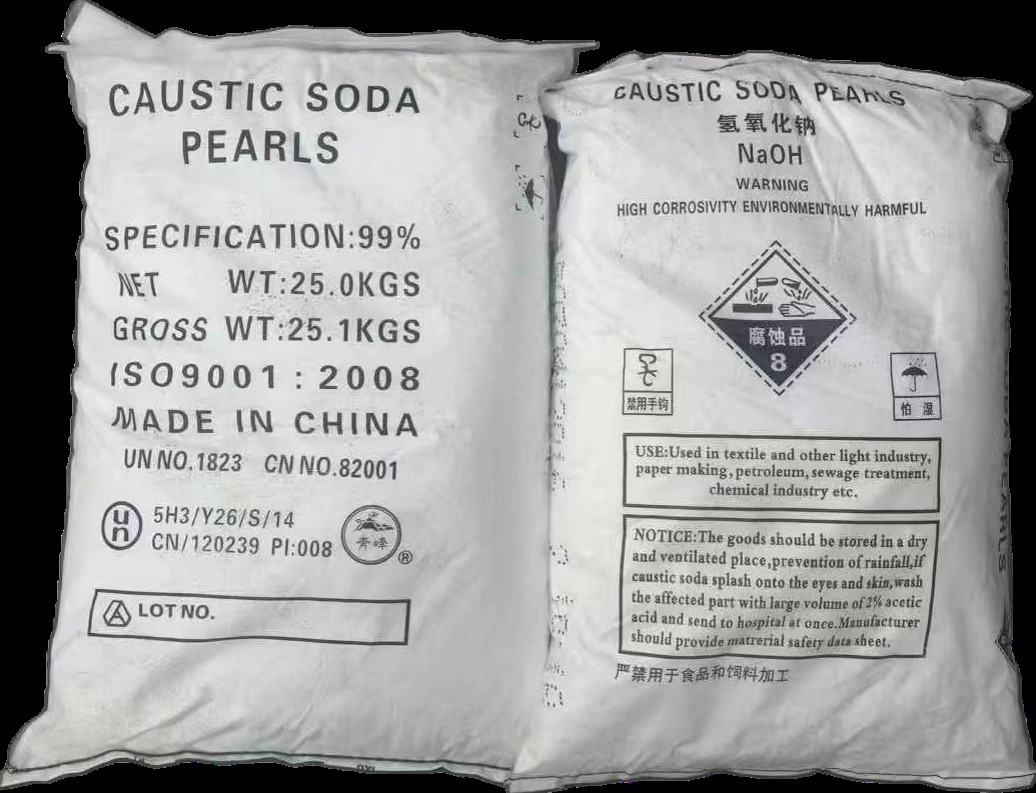 CAUSTIC SODA
PEARLS
SPECIFICATION:99%
NET WT:25.0KGS
GROSS WT:25.1KGS
ISO9001:2008
MADE IN CHINA
UN NO.1823 CN NO.82001
un
5H3/Y26/S/14
CN/120239 PI:008
青峰
®
LOT NO.
CAUSTIC SODA PEARLS
氢氧化钠
NaOH
WARNING
HIGH CORROSIVITY ENVIRONMENTALLY HARMFUL
腐蚀品
8
禁用手钩
怕湿
USE:Used in textile and other light industry,
paper making,petroleum,sewage treatment,
chemical industry etc.
NOTICE:The goods should be stored in a dry
and ventilated place,prevention of rainfall,if
caustic soda splash onto the eyes and skin,wash
the affected part with large volume of 2% acetic
acid and send to hospital at once.Manufacturer
should provide matrerial safety data sheet.
严禁用于食品和饲料加工
PEARLS